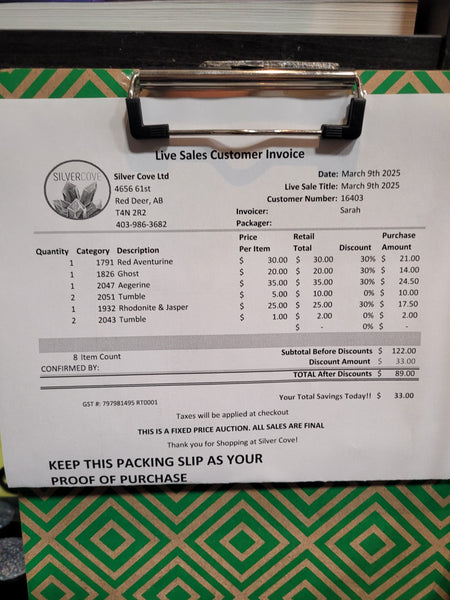 Live Sales Customer Invoice
SILVERCOVE
Silver Cove Ltd
4656 61st
Red Deer, AB
T4N 2R2
403-986-3682
Date: March 9th 2025
Live Sale Title: March 9th 2025
Customer Number: 16403
Invoicer: Sarah
Packager:
Quantity Category Description Price Per Item Retail Total Discount Purchase Amount
1 1791 Red Aventurine $ 30.00 $ 30.00 30% $ 21.00
1 1826 Ghost $ 20.00 $ 20.00 30% $ 14.00
1 2047 Aegerine $ 35.00 $ 35.00 30% $ 24.50
2 2051 Tumble $ 5.00 $ 10.00 0% $ 10.00
1 1932 Rhodonite & Jasper $ 25.00 $ 25.00 30% $ 17.50
2 2043 Tumble $ 1.00 $ 2.00 0% $ 2.00
$ - 0% $ -
8 Item Count
CONFIRMED BY:
Subtotal Before Discounts $ 122.00
Discount Amount $ 33.00
TOTAL After Discounts $ 89.00
GST #: 797981495 RT0001
Your Total Savings Today!! $ 33.00
Taxes will be applied at checkout
THIS IS A FIXED PRICE AUCTION. ALL SALES ARE FINAL
Thank you for Shopping at Silver Cove!
KEEP THIS PACKING SLIP AS YOUR
PROOF OF PURCHASE